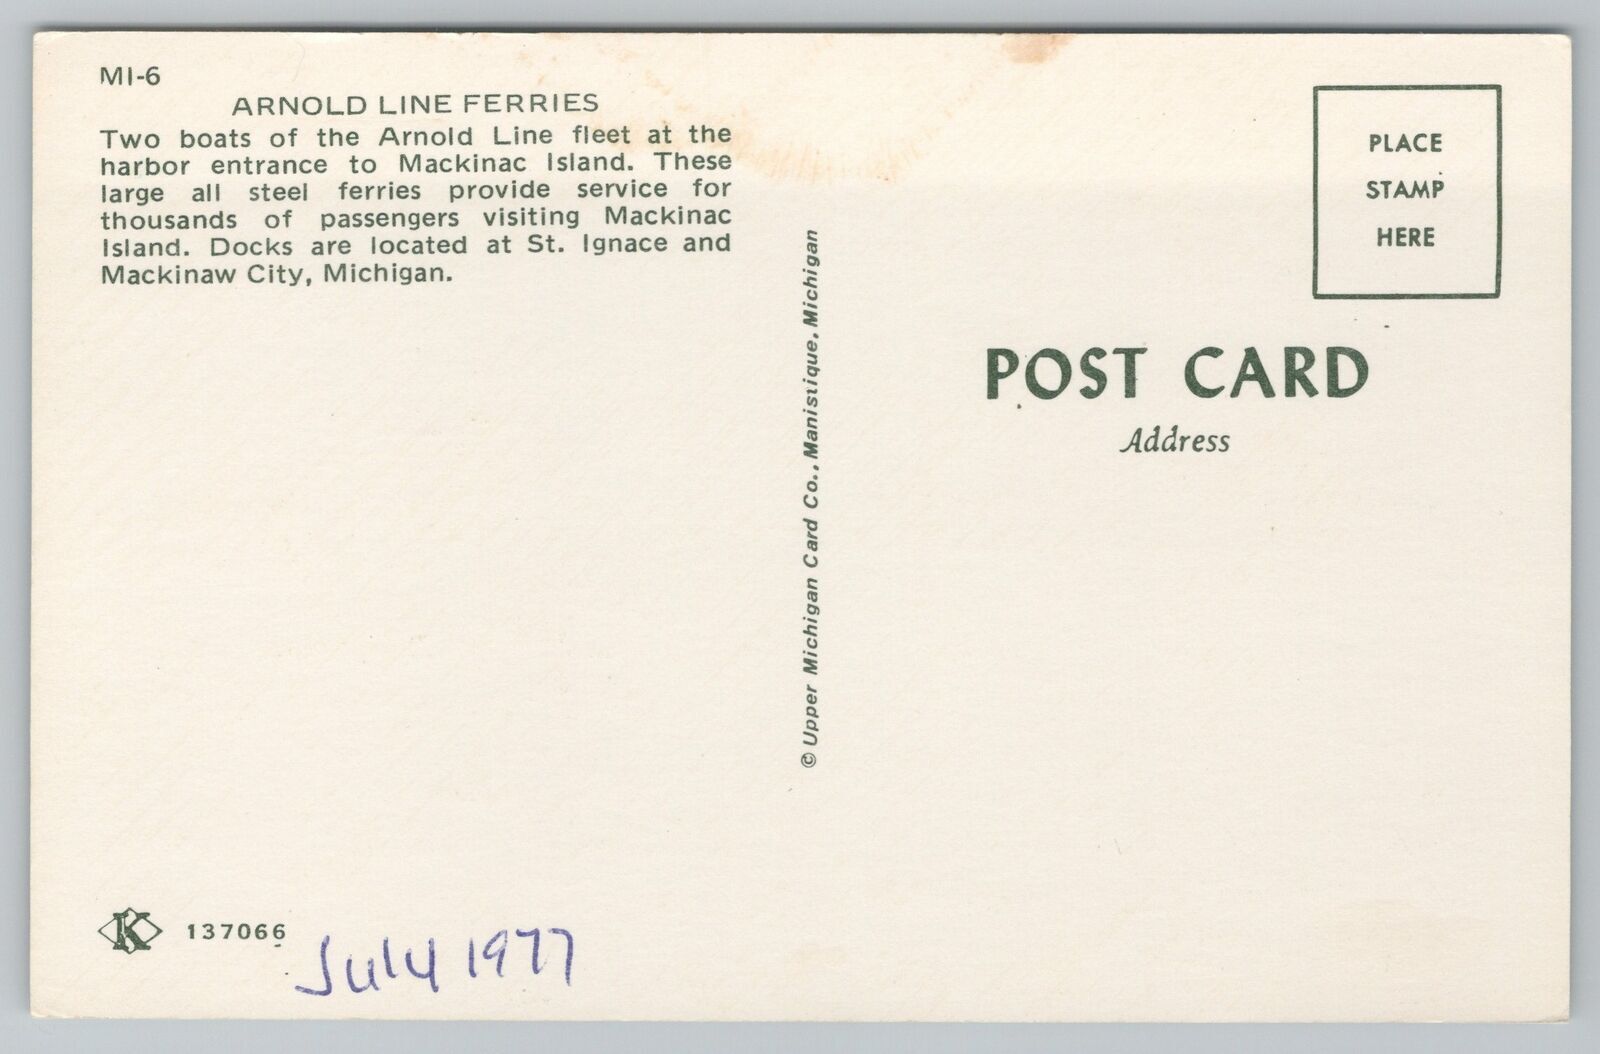 MI-6
ARNOLD LINE FERRIES
Two boats of the Arnold Line fleet at the
harbor entrance to Mackinac Island. These
large all steel ferries provide service for
thousands of passengers visiting Mackinac
Island. Docks are located at St. Ignace and
Mackinaw City, Michigan.
© Upper Michigan Card Co., Manistique, Michigan
PLACE
STAMP
HERE
POST CARD
Address
K 137066
July 1977